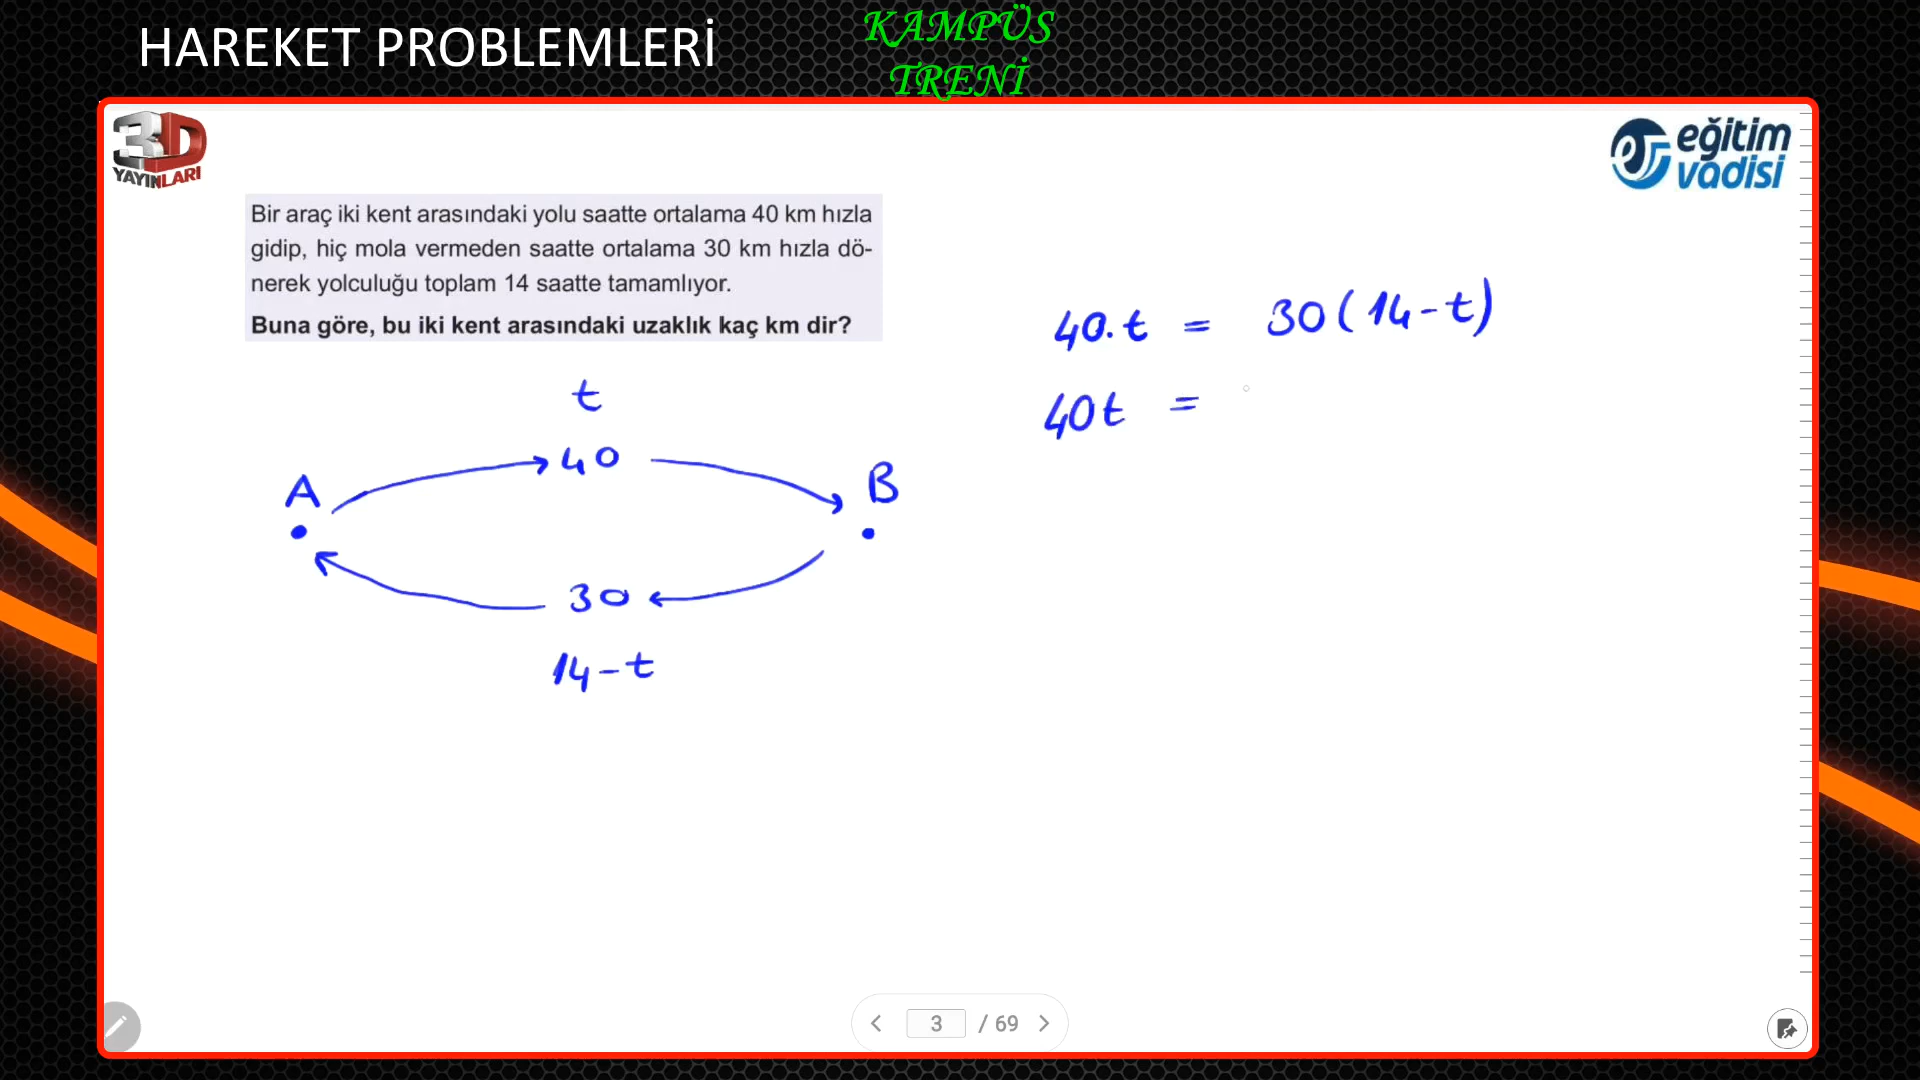 HAREKET PROBLEMLERİ
KAMPÜS
TRENİ
3D
YAYINLARI
eğitim
vadisi
Bir araç iki kent arasındaki yolu saatte ortalama 40 km hızla
gidip, hiç mola vermeden saatte ortalama 30 km hızla dö-
nerek yolculuğu toplam 14 saatte tamamlıyor.
Buna göre, bu iki kent arasındaki uzaklık kaç km dir?
40.t = 30(14-t)
40t =
t
40
A
B
30
14-t
3 / 69